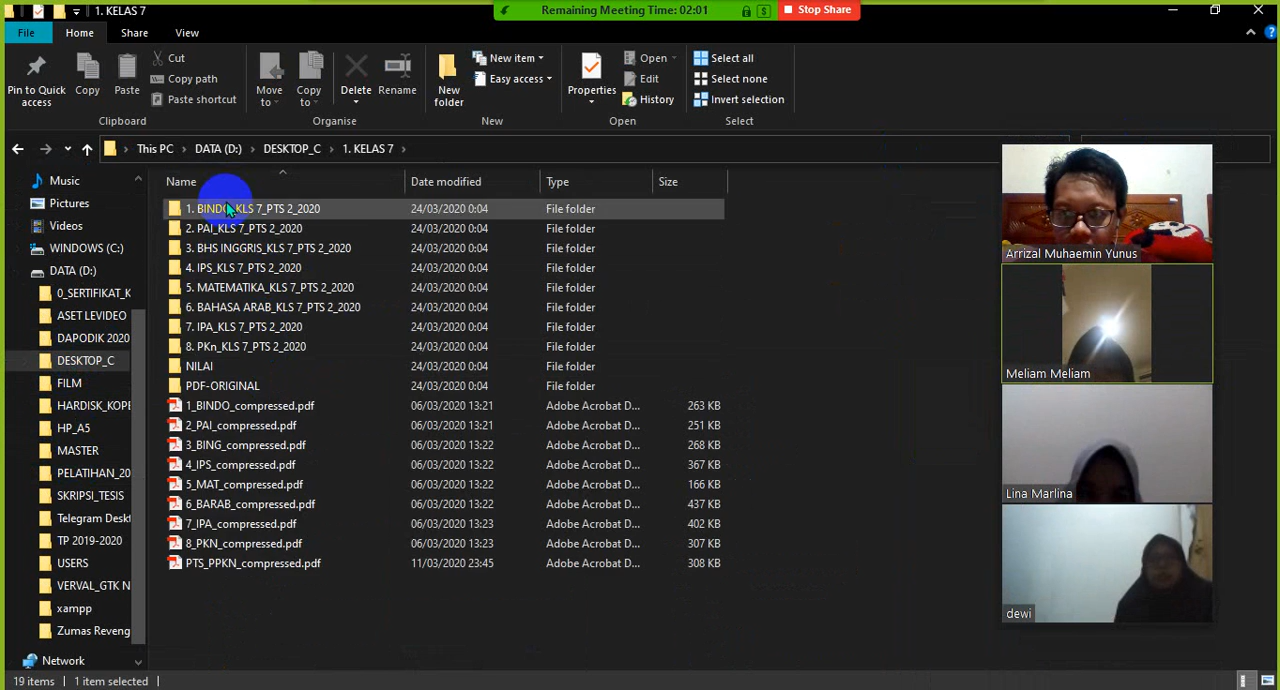 1. KELAS 7
Remaining Meeting Time: 02:01
Stop Share
File
Home
Share
View
Pin to Quick access
Copy
Paste
Cut
Copy path
Paste shortcut
Clipboard
Move to
Copy to
Delete
Rename
Organise
New folder
New item
Easy access
New
Properties
Open
Edit
History
Open
Select all
Select none
Invert selection
Select
This PC > DATA (D:) > DESKTOP_C > 1. KELAS 7 >
Name Date modified Type Size
Music
Pictures
Videos
WINDOWS (C:)
DATA (D:)
0_SERTIFIKAT_K
ASET LEVIDEO
DAPODIK 2020
DESKTOP_C
FILM
HARDISK_KOPE
HP_A5
MASTER
PELATIHAN_20
SKRIPSI_TESIS
Telegram Deskt
TP 2019-2020
USERS
VERVAL_GTK N
xampp
Zumas Reveng
Network
1. BINDO_KLS 7_PTS 2_2020 24/03/2020 0:04 File folder
2. PAI_KLS 7_PTS 2_2020 24/03/2020 0:04 File folder
3. BHS INGGRIS_KLS 7_PTS 2_2020 24/03/2020 0:04 File folder
4. IPS_KLS 7_PTS 2_2020 24/03/2020 0:04 File folder
5. MATEMATIKA_KLS 7_PTS 2_2020 24/03/2020 0:04 File folder
6. BAHASA ARAB_KLS 7_PTS 2_2020 24/03/2020 0:04 File folder
7. IPA_KLS 7_PTS 2_2020 24/03/2020 0:04 File folder
8. PKn_KLS 7_PTS 2_2020 24/03/2020 0:04 File folder
NILAI 24/03/2020 0:04 File folder
PDF-ORIGINAL 24/03/2020 0:04 File folder
1_BINDO_compressed.pdf 06/03/2020 13:21 Adobe Acrobat D... 263 KB
2_PAI_compressed.pdf 06/03/2020 13:21 Adobe Acrobat D... 251 KB
3_BING_compressed.pdf 06/03/2020 13:22 Adobe Acrobat D... 268 KB
4_IPS_compressed.pdf 06/03/2020 13:22 Adobe Acrobat D... 367 KB
5_MAT_compressed.pdf 06/03/2020 13:22 Adobe Acrobat D... 166 KB
6_BARAB_compressed.pdf 06/03/2020 13:22 Adobe Acrobat D... 437 KB
7_IPA_compressed.pdf 06/03/2020 13:23 Adobe Acrobat D... 402 KB
8_PKN_compressed.pdf 06/03/2020 13:23 Adobe Acrobat D... 307 KB
PTS_PPKN_compressed.pdf 11/03/2020 23:45 Adobe Acrobat D... 308 KB
Arrizal Muhaemin Yunus
Meliam Meliam
Lina Marlina
dewi
19 items 1 item selected